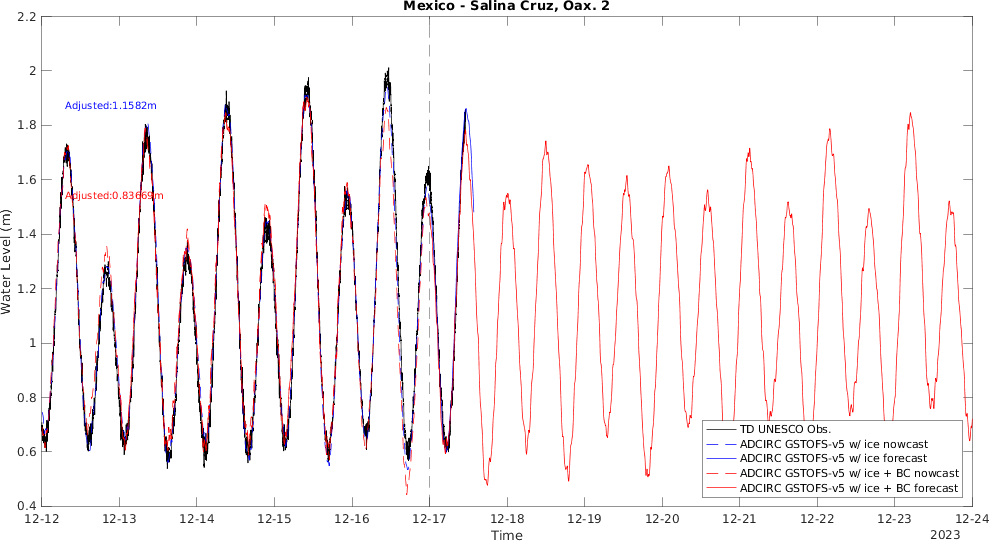 Mexico - Salina Cruz, Oax. 2
2.2
2
1.8
1.6
1.4
1.2
1
0.8
0.6
0.4
Water Level (m)
Adjusted:1.1582m
Adjusted:0.83669m
TD UNESCO Obs.
ADCIRC GSTOFS-v5 w/ ice nowcast
ADCIRC GSTOFS-v5 w/ ice forecast
ADCIRC GSTOFS-v5 w/ ice + BC nowcast
ADCIRC GSTOFS-v5 w/ ice + BC forecast
12-12 12-13 12-14 12-15 12-16 12-17 12-18 12-19 12-20 12-21 12-22 12-23 12-24
Time
2023